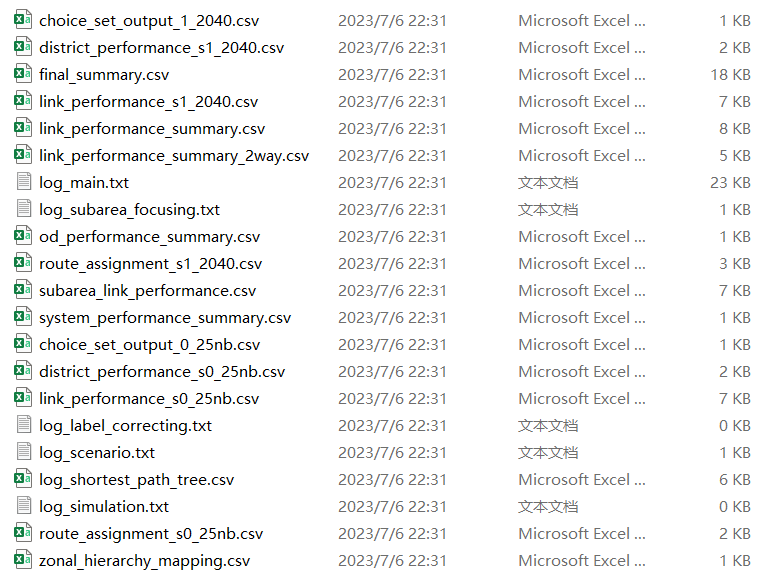 choice_set_output_1_2040.csv 2023/7/6 22:31 Microsoft Excel ... 1 KB
district_performance_s1_2040.csv 2023/7/6 22:31 Microsoft Excel ... 2 KB
final_summary.csv 2023/7/6 22:31 Microsoft Excel ... 18 KB
link_performance_s1_2040.csv 2023/7/6 22:31 Microsoft Excel ... 7 KB
link_performance_summary.csv 2023/7/6 22:31 Microsoft Excel ... 8 KB
link_performance_summary_2way.csv 2023/7/6 22:31 Microsoft Excel ... 5 KB
log_main.txt 2023/7/6 22:31 文本文档 23 KB
log_subarea_focusing.txt 2023/7/6 22:31 文本文档 1 KB
od_performance_summary.csv 2023/7/6 22:31 Microsoft Excel ... 1 KB
route_assignment_s1_2040.csv 2023/7/6 22:31 Microsoft Excel ... 3 KB
subarea_link_performance.csv 2023/7/6 22:31 Microsoft Excel ... 7 KB
system_performance_summary.csv 2023/7/6 22:31 Microsoft Excel ... 1 KB
choice_set_output_0_25nb.csv 2023/7/6 22:31 Microsoft Excel ... 1 KB
district_performance_s0_25nb.csv 2023/7/6 22:31 Microsoft Excel ... 2 KB
link_performance_s0_25nb.csv 2023/7/6 22:31 Microsoft Excel ... 7 KB
log_label_correcting.txt 2023/7/6 22:31 文本文档 0 KB
log_scenario.txt 2023/7/6 22:31 文本文档 1 KB
log_shortest_path_tree.csv 2023/7/6 22:31 Microsoft Excel ... 6 KB
log_simulation.txt 2023/7/6 22:31 文本文档 0 KB
route_assignment_s0_25nb.csv 2023/7/6 22:31 Microsoft Excel ... 2 KB
zonal_hierarchy_mapping.csv 2023/7/6 22:31 Microsoft Excel ... 1 KB